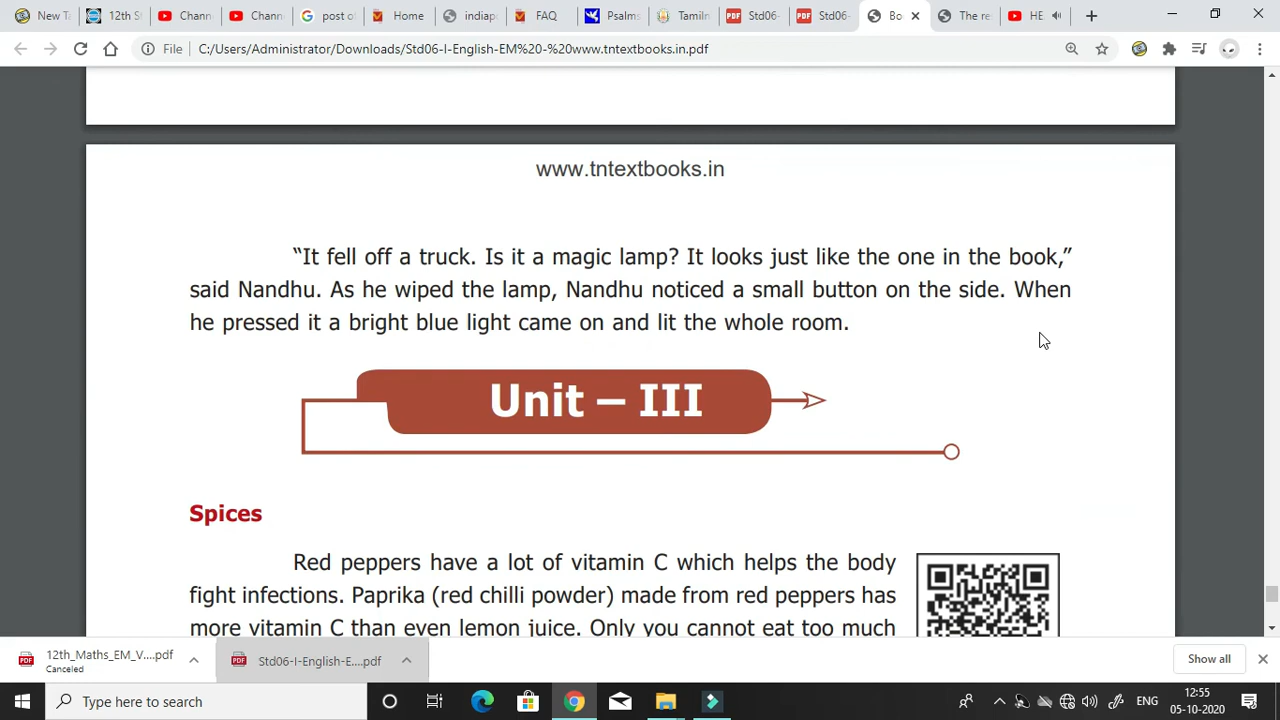 New T
12th St
Chann
Chann
post of
Home
indiap
FAQ
Psalms
Tamiln
Std06-
Std06
Bo
The re
HE
File
C:/Users/Administrator/Downloads/Std06-I-English-EM%20-%20www.tntextbooks.in.pdf
www.tntextbooks.in
“It fell off a truck. Is it a magic lamp? It looks just like the one in the book,”
said Nandhu. As he wiped the lamp, Nandhu noticed a small button on the side. When
he pressed it a bright blue light came on and lit the whole room.
Unit – III
Spices
Red peppers have a lot of vitamin C which helps the body
fight infections. Paprika (red chilli powder) made from red peppers has
more vitamin C than even lemon juice. Only you cannot eat too much
12th_Maths_EM_V....pdf
Canceled
Std06-I-English-E....pdf
Show all
Type here to search
ENG
12:55
05-10-2020